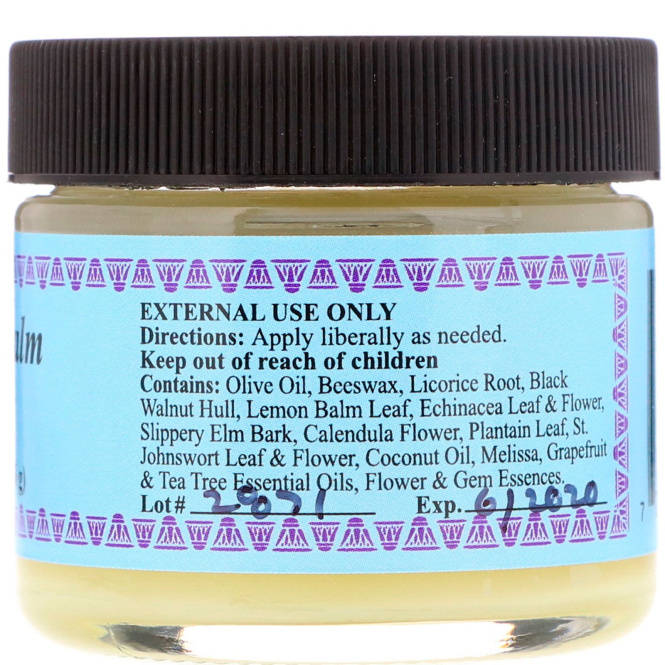 alm
g)
EXTERNAL USE ONLY
Directions: Apply liberally as needed.
Keep out of reach of children
Contains: Olive Oil, Beeswax, Licorice Root, Black
Walnut Hull, Lemon Balm Leaf, Echinacea Leaf & Flower,
Slippery Elm Bark, Calendula Flower, Plantain Leaf, St.
Johnswort Leaf & Flower, Coconut Oil, Melissa, Grapefruit
& Tea Tree Essential Oils, Flower & Gem Essences.
Lot# 29071 Exp. 6/2020
7